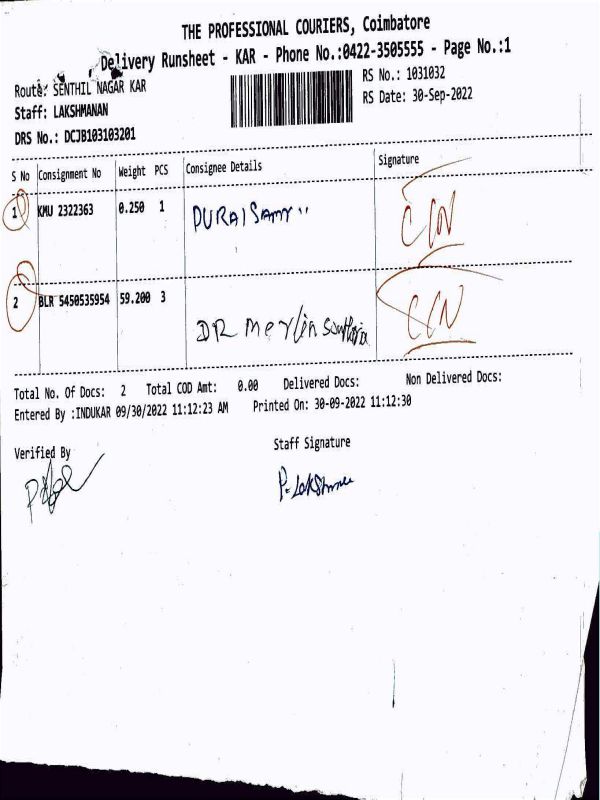 THE PROFESSIONAL COURIERS, Coimbatore
Delivery Runsheet - KAR - Phone No.:0422-3505555 - Page No.:1
Route: SENTHIL NAGAR KAR
RS No.: 1031032
Staff: LAKSHMANAN
RS Date: 30-Sep-2022
DRS No.: DCJB103103201
S No Consignment No Weight PCS Consignee Details Signature
1 KMU 2322363 0.250 1 DURAISAMY
2 BLR 5450535954 59.200 3 DR Merlin
Total No. Of Docs: 2 Total COD Amt: 0.00 Delivered Docs: Non Delivered Docs:
Entered By :INDUKAR 09/30/2022 11:12:23 AM Printed On: 30-09-2022 11:12:30
Verified By Staff Signature